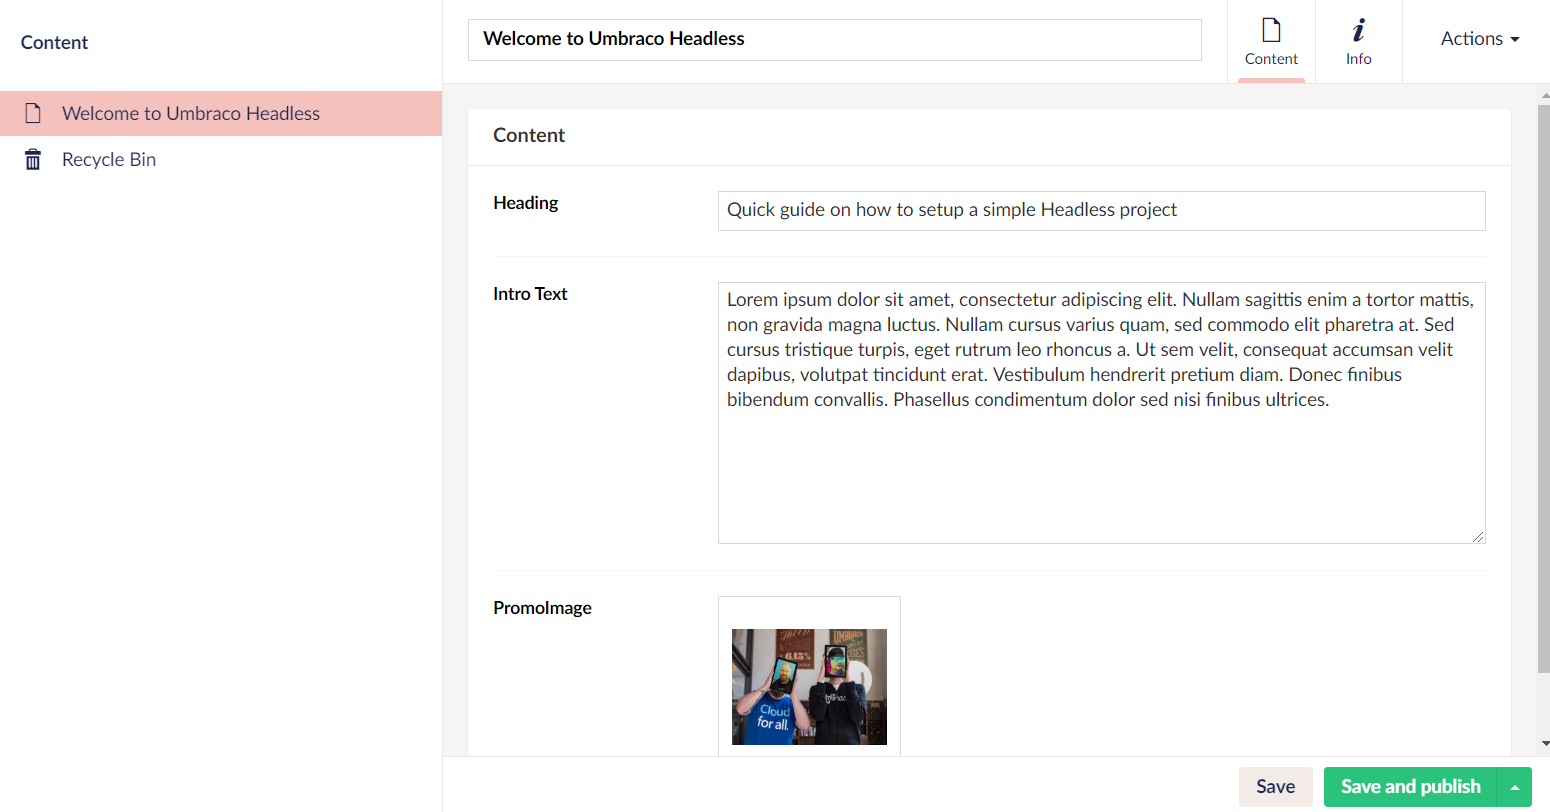 Content
Welcome to Umbraco Headless
Recycle Bin
Welcome to Umbraco Headless
Content
Info
Actions
Content
Heading
Quick guide on how to setup a simple Headless project
Intro Text
Lorem ipsum dolor sit amet, consectetur adipiscing elit. Nullam sagittis enim a tortor mattis,
non gravida magna luctus. Nullam cursus varius quam, sed commodo elit pharetra at. Sed
cursus tristique turpis, eget rutrum leo rhoncus a. Ut sem velit, consequat accumsan velit
dapibus, volutpat tincidunt erat. Vestibulum hendrerit pretium diam. Donec finibus
bibendum convallis. Phasellus condimentum dolor sed nisi finibus ultrices.
PromoImage
Cloud
for all.
Save
Save and publish